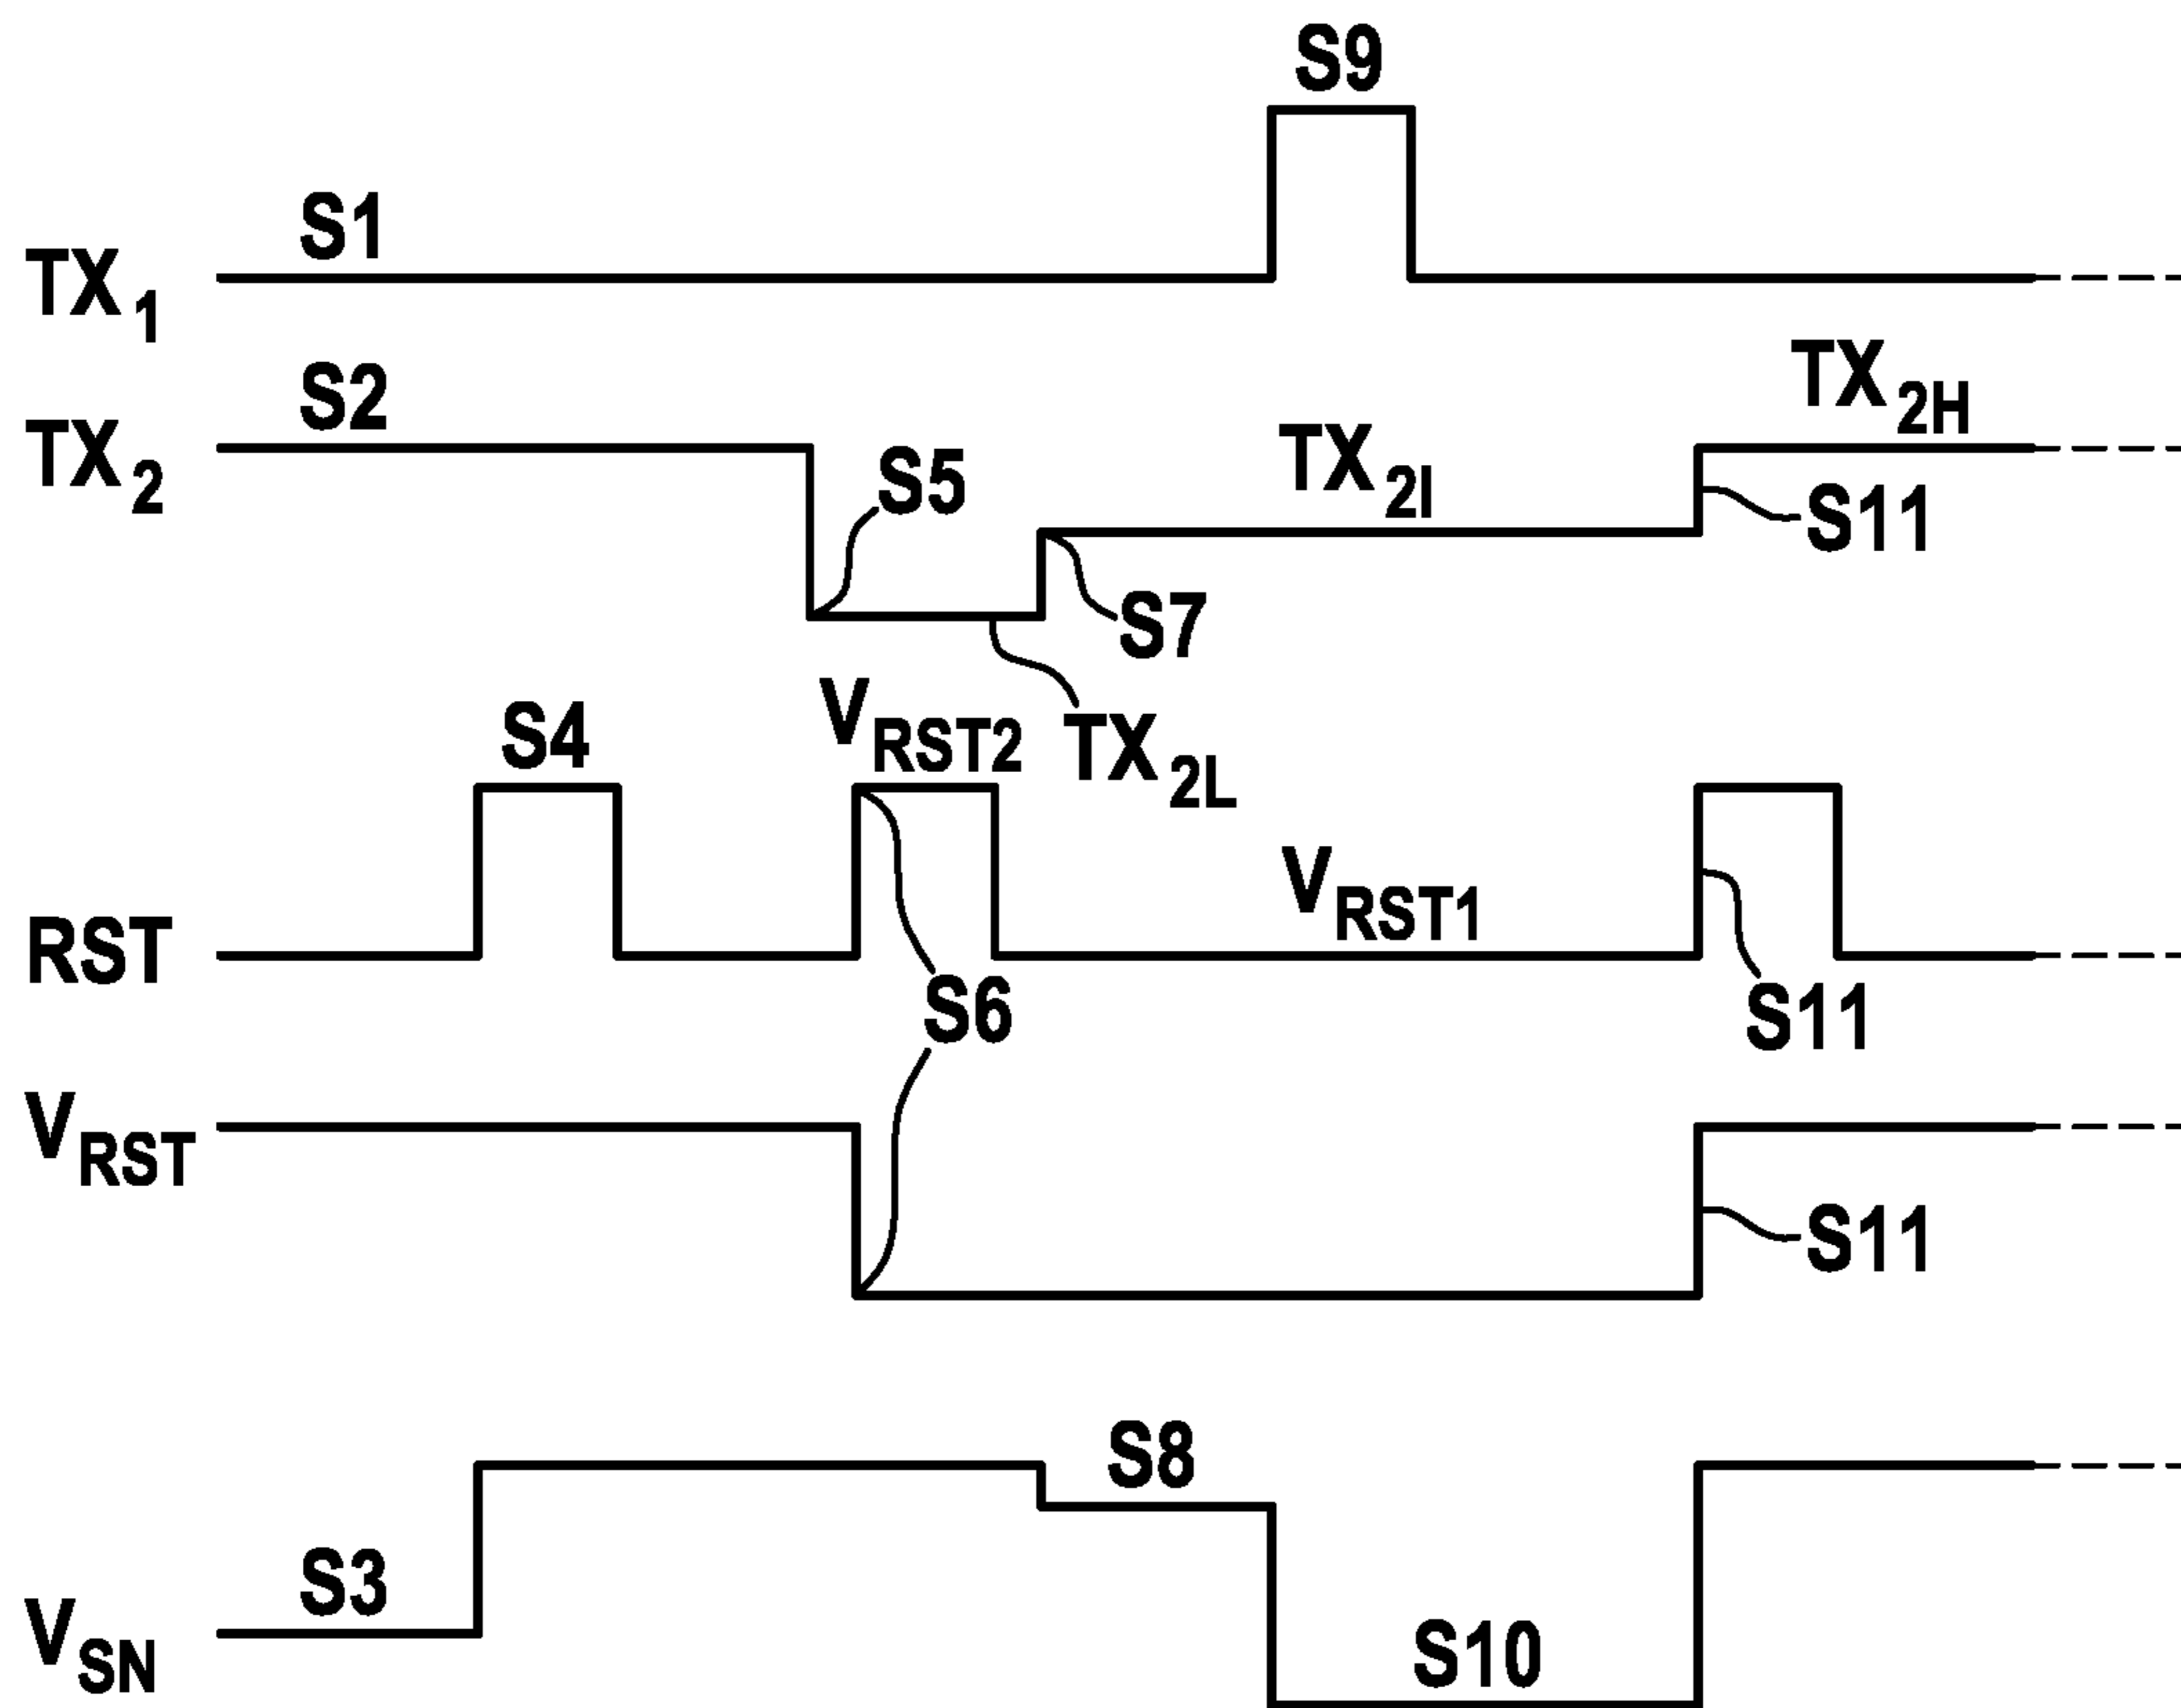 S9
S1
TX1
S2
TX2H
TX2
S5
TX2I
S11
S7
S4
VRST2
TX2L
VRST1
RST
S6
S11
VRST
S11
S8
S3
VSN
S10